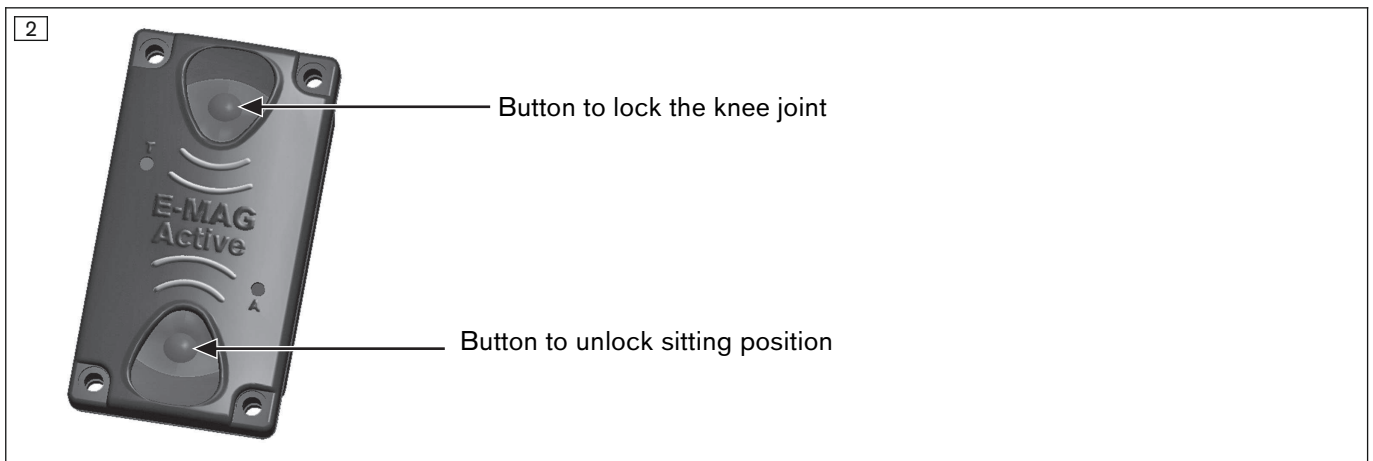 2
Button to lock the knee joint
T
E-MAG
Active
A
Button to unlock sitting position